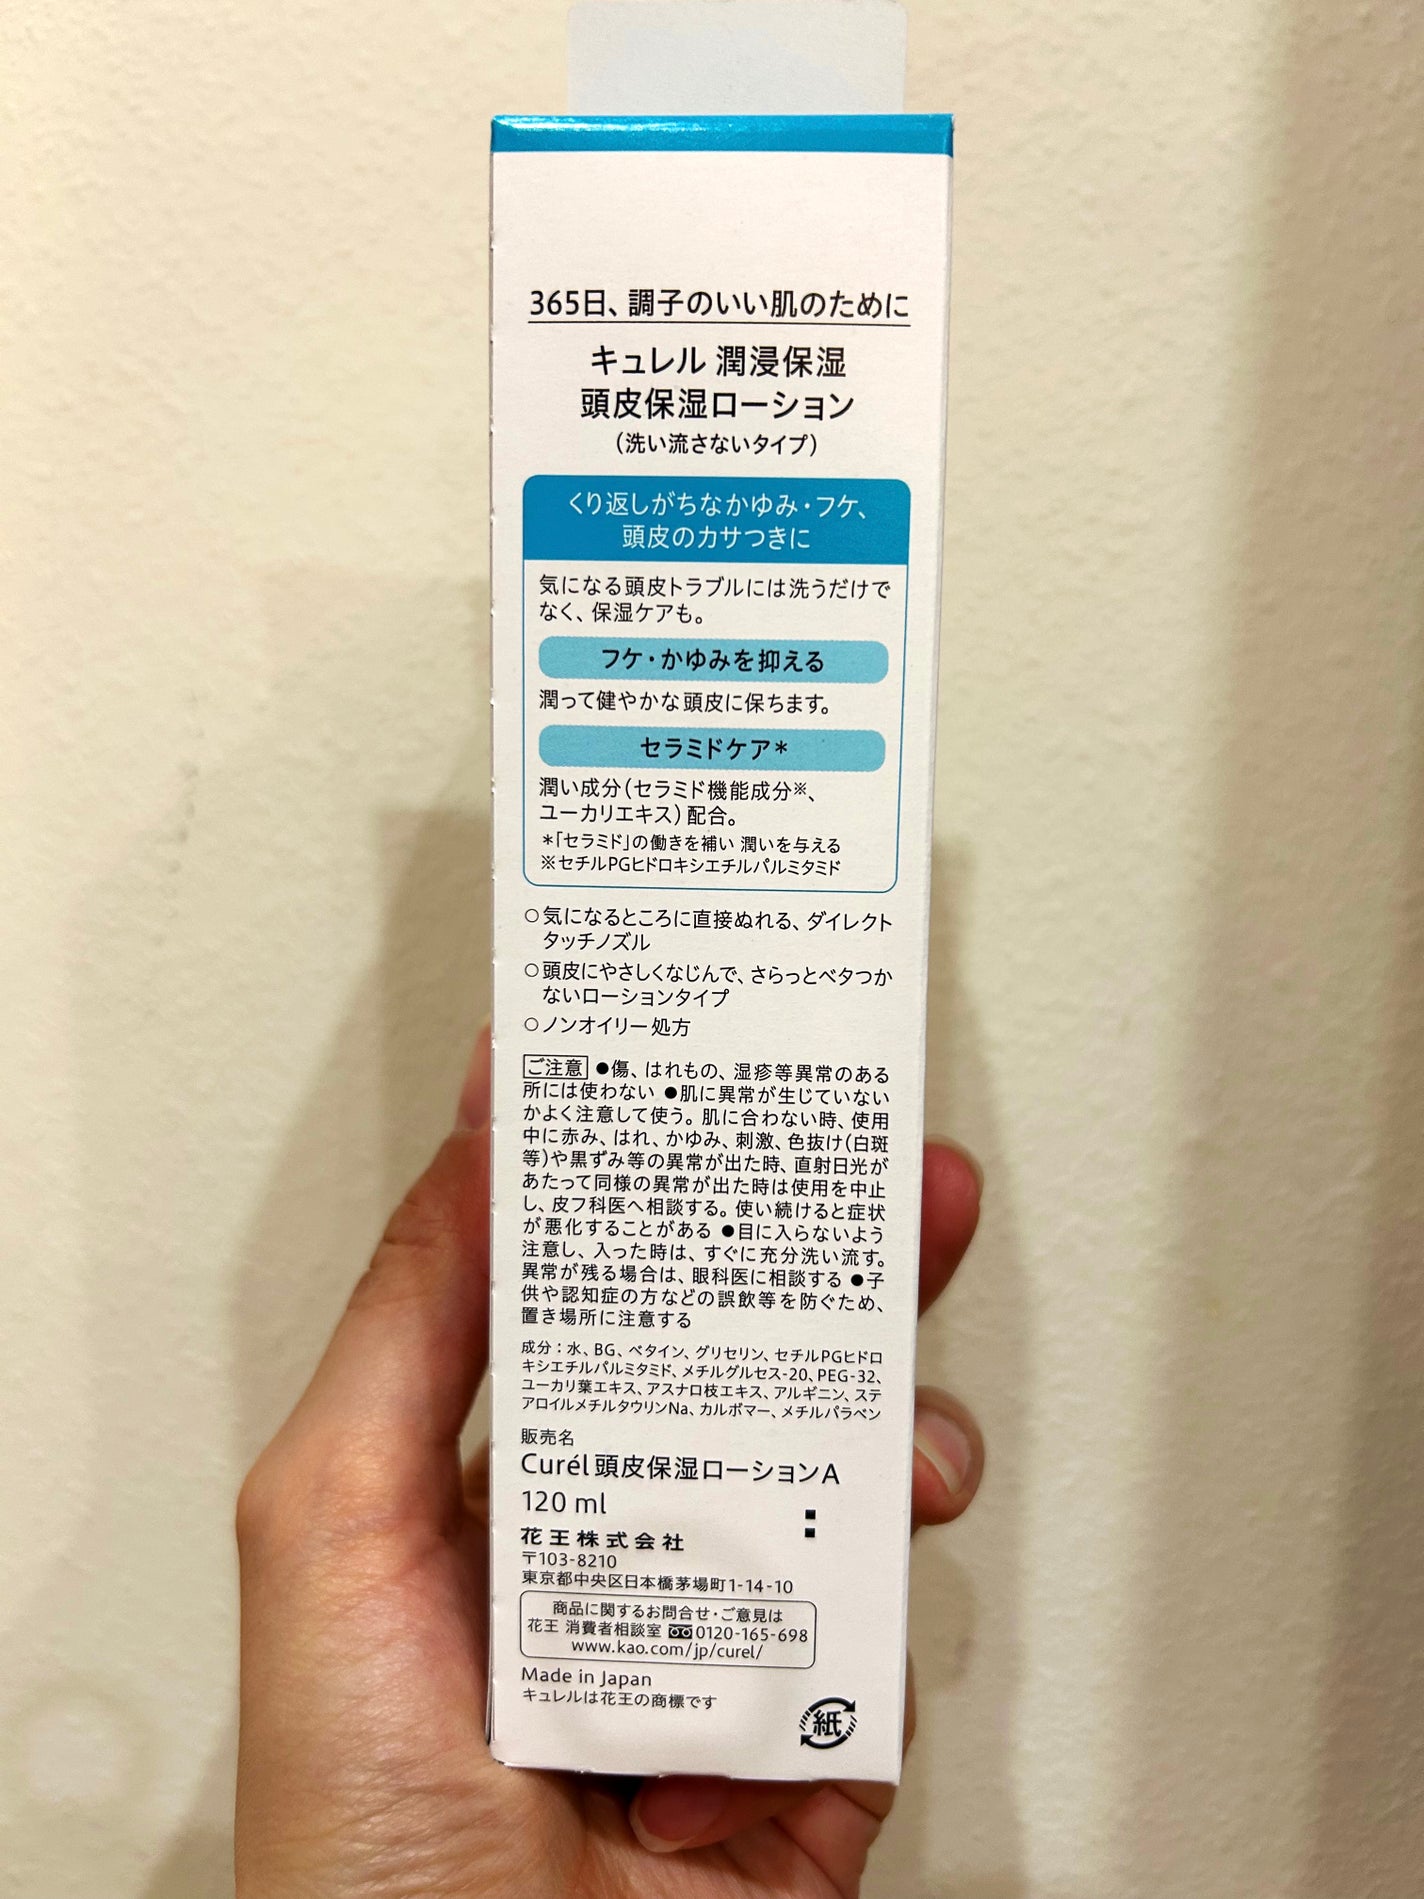 365日、調子のいい肌のために
キュレル 潤浸保湿
頭皮保湿ローション
(洗い流さないタイプ)
くり返しがちなかゆみ・フケ、
頭皮のカサつきに
気になる頭皮トラブルには洗うだけで
なく、保湿ケアも。
フケ・かゆみを抑える
潤って健やかな頭皮に保ちます。
セラミドケア*
潤い成分(セラミド機能成分※、
ユーカリエキス)配合。
*「セラミド」の働きを補い 潤いを与える
※セチルPGヒドロキシエチルパルミタミド
○気になるところに直接ぬれる、ダイレクト
タッチノズル
○頭皮にやさしくなじんで、さらっとベタつか
ないローションタイプ
○ノンオイリー処方
ご注意 ●傷、はれもの、湿疹等異常のある
所には使わない ●肌に異常が生じていない
かよく注意して使う。肌に合わない時、使用
中に赤み、はれ、かゆみ、刺激、色抜け(白斑
等)や黒ずみ等の異常が出た時、直射日光が
あたって同様の異常が出た時は使用を中止
し、皮フ科医へ相談する。使い続けると症状
が悪化することがある ●目に入らないよう
注意し、入った時は、すぐに充分洗い流す。
異常が残る場合は、眼科医に相談する ●子
供や認知症の方などの誤飲等を防ぐため、
置き場所に注意する
成分：水、BG、ベタイン、グリセリン、セチルPGヒドロ
キシエチルパルミタミド、メチルグルセス-20、PEG-32、
ユーカリ葉エキス、アスナロ枝エキス、アルギニン、ステ
アロイルメチルタウリンNa、カルボマー、メチルパラベン
販売名
Curél 頭皮保湿ローションA
120 ml
花王株式会社
〒103-8210
東京都中央区日本橋茅場町1-14-10
商品に関するお問合せ・ご意見は
花王 消費者相談室 0120-165-698
www.kao.com/jp/curel/
Made in Japan
キュレルは花王の商標です
紙